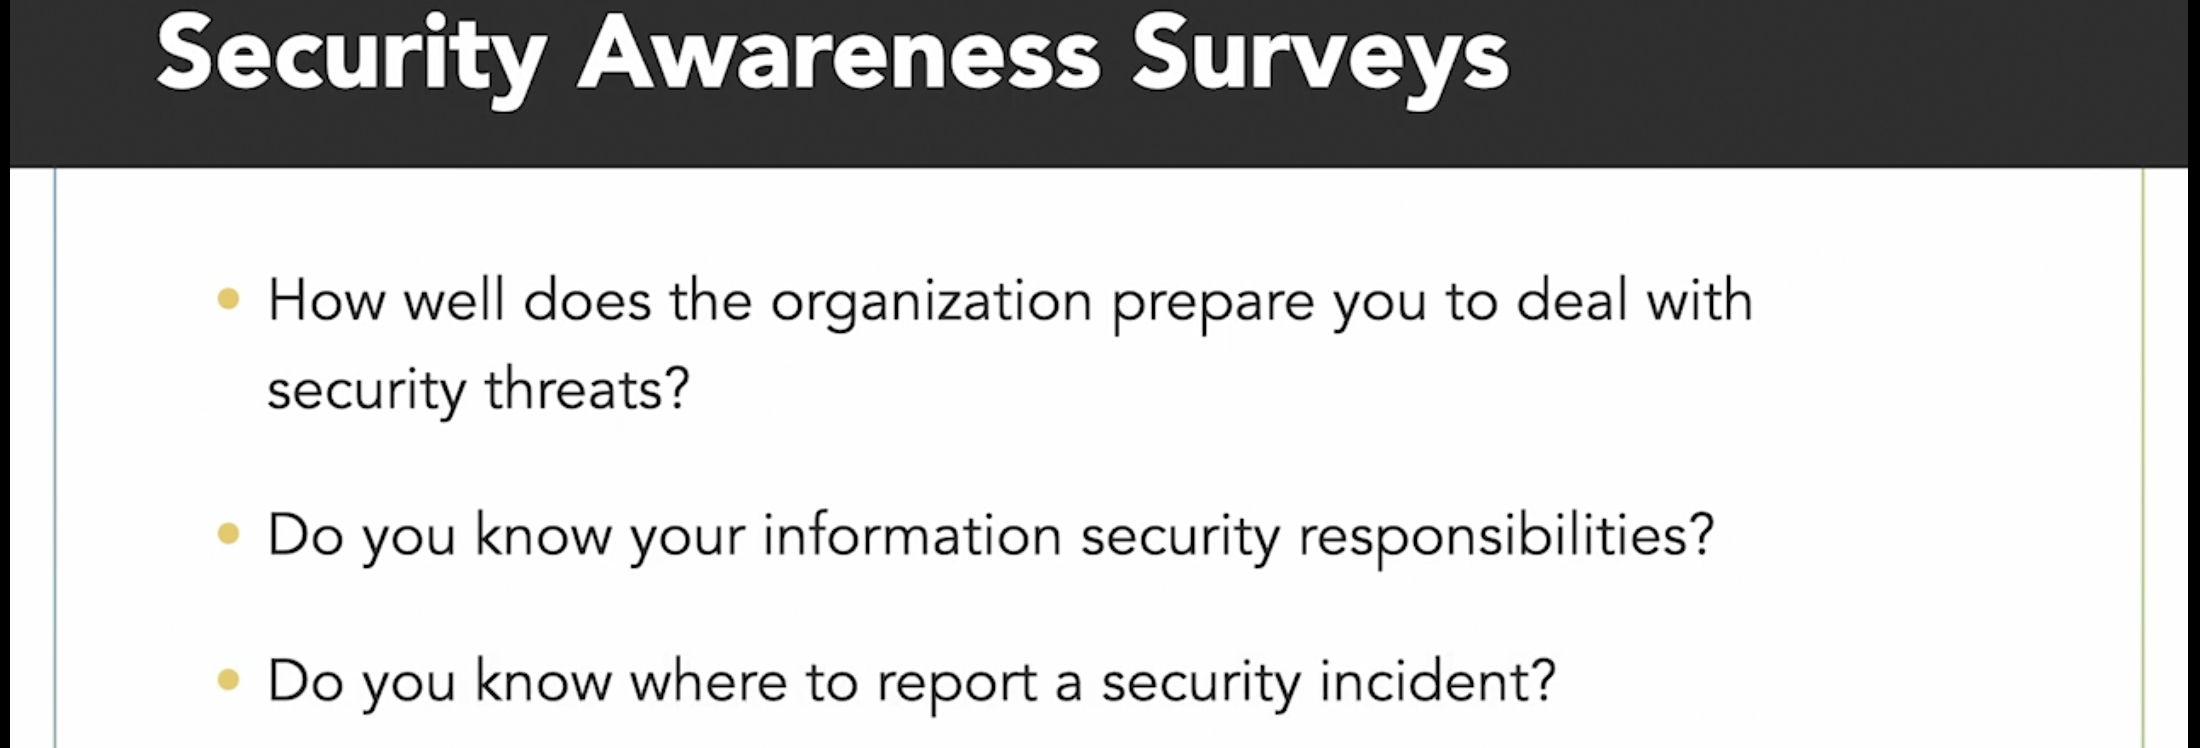 Security Awareness Surveys
• How well does the organization prepare you to deal with
security threats?
• Do you know your information security responsibilities?
• Do you know where to report a security incident?